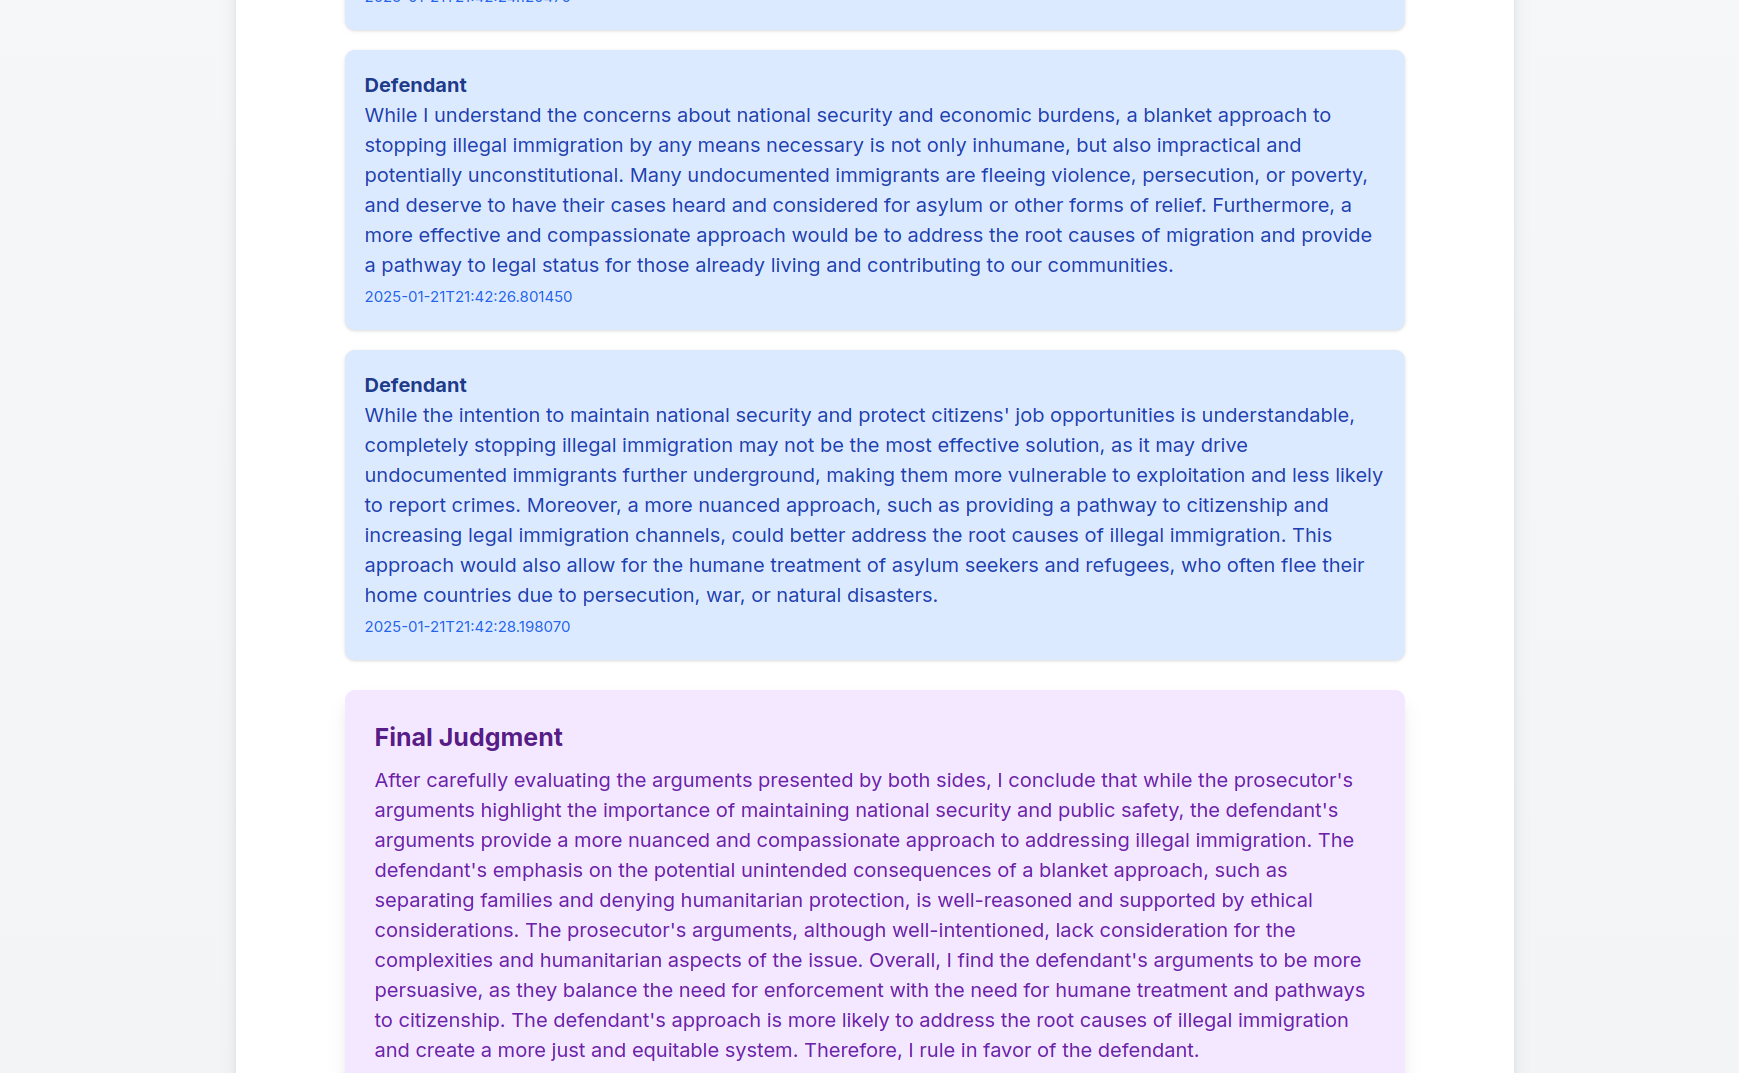 Defendant
While I understand the concerns about national security and economic burdens, a blanket approach to
stopping illegal immigration by any means necessary is not only inhumane, but also impractical and
potentially unconstitutional. Many undocumented immigrants are fleeing violence, persecution, or poverty,
and deserve to have their cases heard and considered for asylum or other forms of relief. Furthermore, a
more effective and compassionate approach would be to address the root causes of migration and provide
a pathway to legal status for those already living and contributing to our communities.
2025-01-21T21:42:26.801450
Defendant
While the intention to maintain national security and protect citizens' job opportunities is understandable,
completely stopping illegal immigration may not be the most effective solution, as it may drive
undocumented immigrants further underground, making them more vulnerable to exploitation and less likely
to report crimes. Moreover, a more nuanced approach, such as providing a pathway to citizenship and
increasing legal immigration channels, could better address the root causes of illegal immigration. This
approach would also allow for the humane treatment of asylum seekers and refugees, who often flee their
home countries due to persecution, war, or natural disasters.
2025-01-21T21:42:28.198070
Final Judgment
After carefully evaluating the arguments presented by both sides, I conclude that while the prosecutor's
arguments highlight the importance of maintaining national security and public safety, the defendant's
arguments provide a more nuanced and compassionate approach to addressing illegal immigration. The
defendant's emphasis on the potential unintended consequences of a blanket approach, such as
separating families and denying humanitarian protection, is well-reasoned and supported by ethical
considerations. The prosecutor's arguments, although well-intentioned, lack consideration for the
complexities and humanitarian aspects of the issue. Overall, I find the defendant's arguments to be more
persuasive, as they balance the need for enforcement with the need for humane treatment and pathways
to citizenship. The defendant's approach is more likely to address the root causes of illegal immigration
and create a more just and equitable system. Therefore, I rule in favor of the defendant.